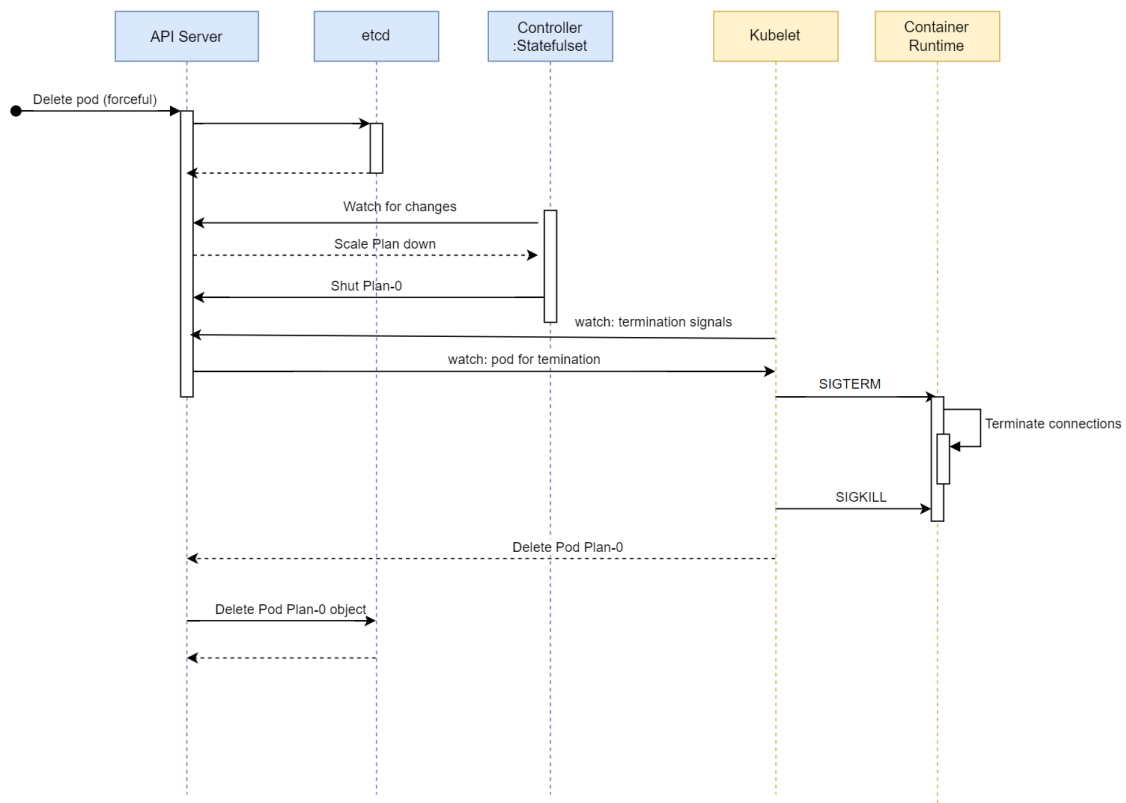 API Server
etcd
Controller
:Statefulset
Kubelet
Container
Runtime
Delete pod (forceful)
Watch for changes
Scale Plan down
Shut Plan-0
watch: termination signals
watch: pod for temination
SIGTERM
Terminate connections
SIGKILL
Delete Pod Plan-0
Delete Pod Plan-0 object